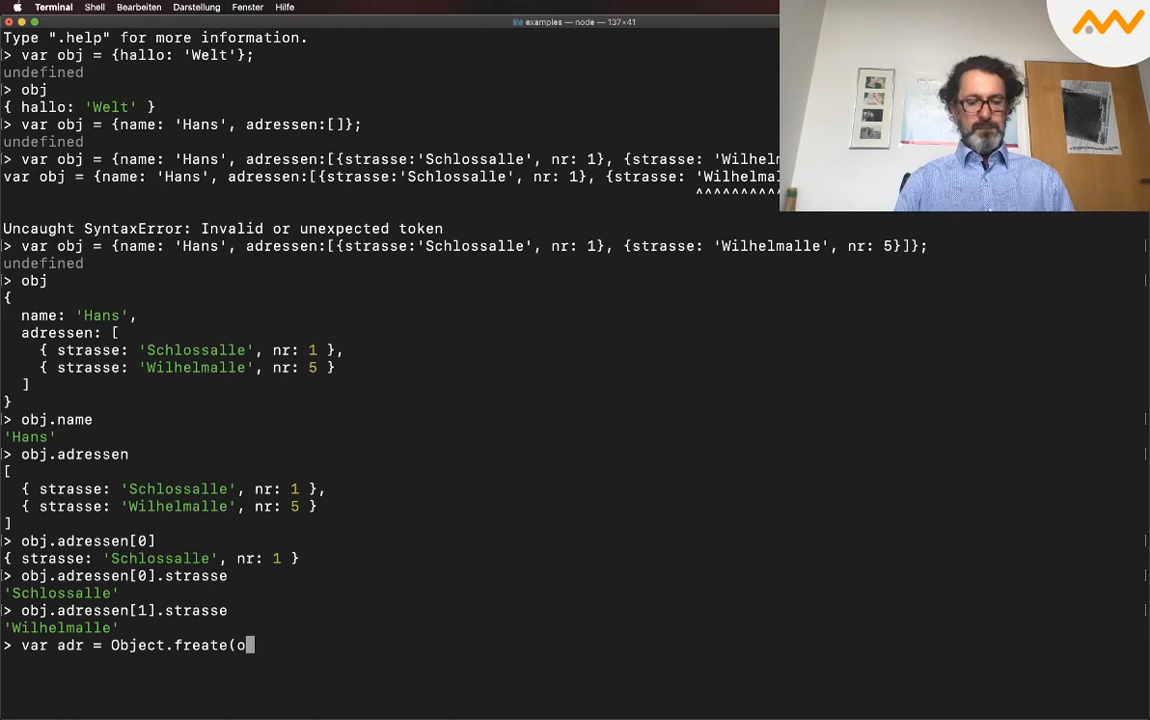 Terminal Shell Bearbeiten Darstellung Fenster Hilfe
examples — node — 137×41
Type ".help" for more information.
> var obj = {hallo: 'Welt'};
undefined
> obj
{ hallo: 'Welt' }
> var obj = {name: 'Hans', adressen:[]};
undefined
> var obj = {name: 'Hans', adressen:[{strasse:'Schlossalle', nr: 1}, {strasse: 'Wilhelm
var obj = {name: 'Hans', adressen:[{strasse:'Schlossalle', nr: 1}, {strasse: 'Wilhelmal
^^^^^^^^^
Uncaught SyntaxError: Invalid or unexpected token
> var obj = {name: 'Hans', adressen:[{strasse:'Schlossalle', nr: 1}, {strasse: 'Wilhelmalle', nr: 5}]};
undefined
> obj
{
name: 'Hans',
adressen: [
{ strasse: 'Schlossalle', nr: 1 },
{ strasse: 'Wilhelmalle', nr: 5 }
]
}
> obj.name
'Hans'
> obj.adressen
[
{ strasse: 'Schlossalle', nr: 1 },
{ strasse: 'Wilhelmalle', nr: 5 }
]
> obj.adressen[0]
{ strasse: 'Schlossalle', nr: 1 }
> obj.adressen[0].strasse
'Schlossalle'
> obj.adressen[1].strasse
'Wilhelmalle'
> var adr = Object.freate(o